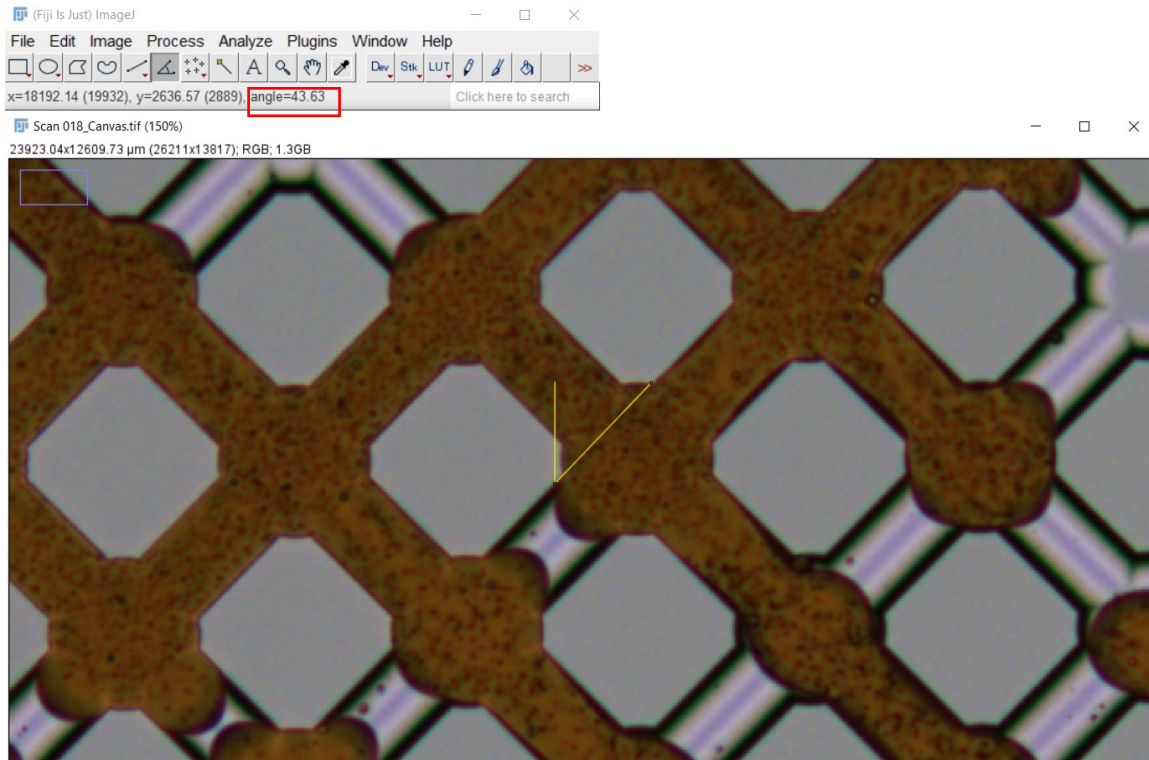 (Fiji Is Just) ImageJ
File Edit Image Process Analyze Plugins Window Help
A Dev Stk LUT >>
x=18192.14 (19932), y=2636.57 (2889), angle=43.63 Click here to search
Scan 018_Canvas.tif (150%)
23923.04x12609.73 µm (26211x13817); RGB; 1.3GB